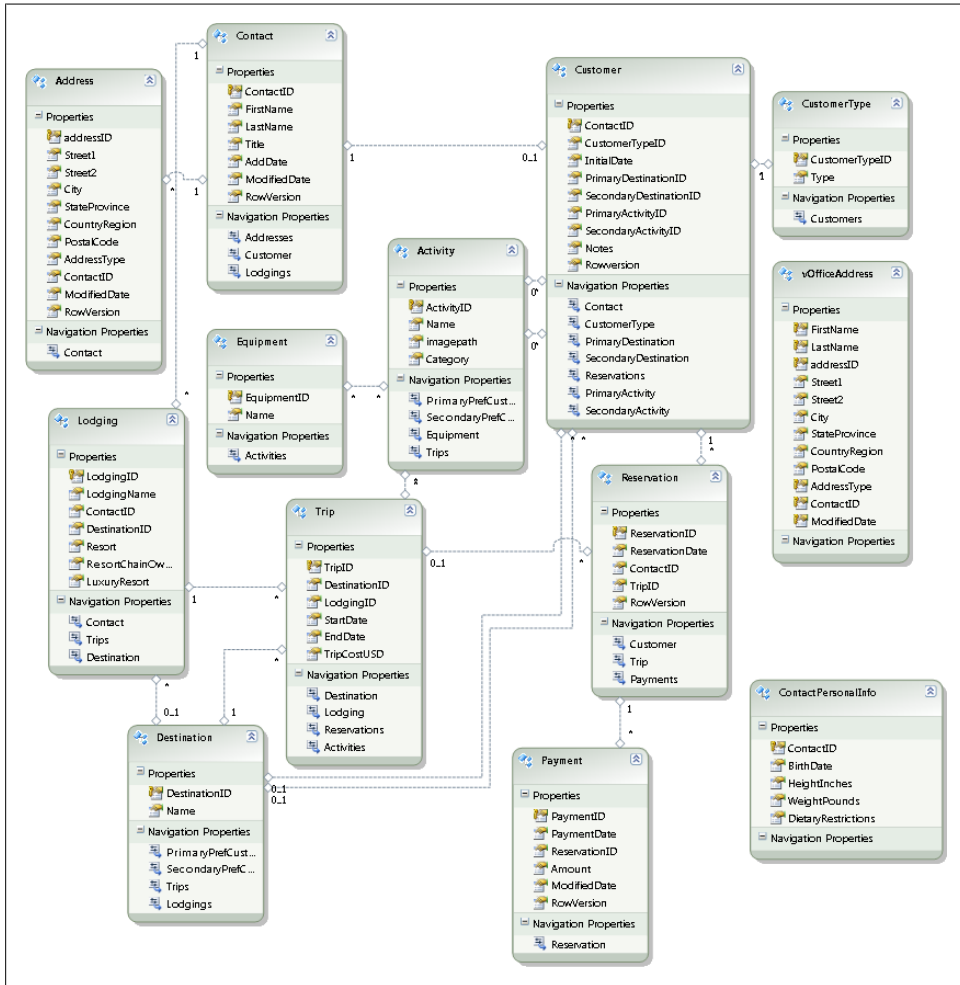 Contact
Properties
ContactID
FirstName
LastName
Title
AddDate
ModifiedDate
RowVersion
Navigation Properties
Addresses
Customer
Lodgings
1
1
0..1
Address
Properties
addressID
Street1
Street2
City
StateProvince
CountryRegion
PostalCode
AddressType
ContactID
ModifiedDate
RowVersion
Navigation Properties
Contact
*
1
Customer
Properties
ContactID
CustomerTypeID
InitialDate
PrimaryDestinationID
SecondaryDestinationID
PrimaryActivityID
SecondaryActivityID
Notes
Rowversion
Navigation Properties
Contact
CustomerType
PrimaryDestination
SecondaryDestination
Reservations
PrimaryActivity
SecondaryActivity
CustomerType
Properties
CustomerTypeID
Type
Navigation Properties
Customers
1
Activity
Properties
ActivityID
Name
imagepath
Category
Navigation Properties
PrimaryPrefCust...
SecondaryPrefC...
Equipment
Trips
0*
0*
vOfficeAddress
Properties
FirstName
LastName
addressID
Street1
Street2
City
StateProvince
CountryRegion
PostalCode
AddressType
ContactID
ModifiedDate
Navigation Properties
Equipment
Properties
EquipmentID
Name
Navigation Properties
Activities
*
*
*
Lodging
Properties
LodgingID
LodgingName
ContactID
DestinationID
Resort
ResortChainOw...
LuxuryResort
Navigation Properties
Contact
Trips
Destination
*
*
1
*
*
Reservation
Properties
ReservationID
ReservationDate
ContactID
TripID
RowVersion
Navigation Properties
Customer
Trip
Payments
*
Trip
Properties
TripID
DestinationID
LodgingID
StartDate
EndDate
TripCostUSD
Navigation Properties
Destination
Lodging
Reservations
Activities
0..1
*
1
*
*
*
0..1
1
Destination
Properties
DestinationID
Name
Navigation Properties
PrimaryPrefCust...
SecondaryPrefC...
Trips
Lodgings
0..1
0..1
1
*
Payment
Properties
PaymentID
PaymentDate
ReservationID
Amount
ModifiedDate
RowVersion
Navigation Properties
Reservation
ContactPersonalInfo
Properties
ContactID
BirthDate
HeightInches
WeightPounds
DietaryRestrictions
Navigation Properties